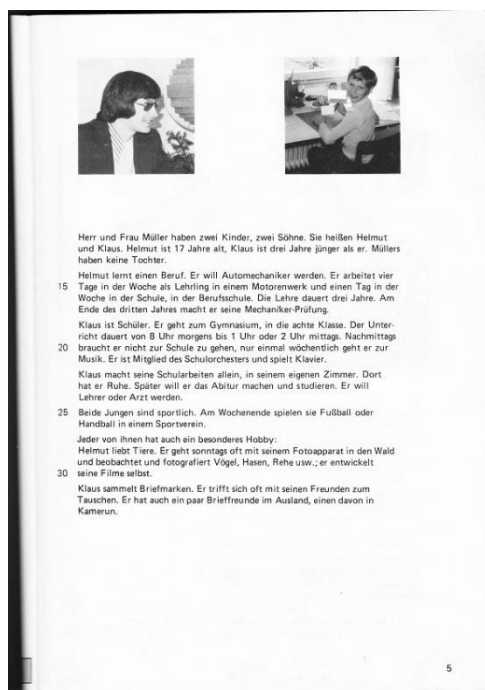 Herr und Frau Müller haben zwei Kinder, zwei Söhne. Sie heißen Helmut
und Klaus. Helmut ist 17 Jahre alt, Klaus ist drei Jahre jünger als er. Müllers
haben keine Tochter.
Helmut lernt einen Beruf. Er will Automechaniker werden. Er arbeitet vier
15 Tage in der Woche als Lehrling in einem Motorenwerk und einen Tag in der
Woche in der Schule, in der Berufsschule. Die Lehre dauert drei Jahre. Am
Ende des dritten Jahres macht er seine Mechaniker-Prüfung.
Klaus ist Schüler. Er geht zum Gymnasium, in die achte Klasse. Der Unter-
richt dauert von 8 Uhr morgens bis 1 Uhr oder 2 Uhr mittags. Nachmittags
20 braucht er nicht zur Schule zu gehen, nur einmal wöchentlich geht er zur
Musik. Er ist Mitglied des Schulorchesters und spielt Klavier.
Klaus macht seine Schularbeiten allein, in seinem eigenen Zimmer. Dort
hat er Ruhe. Später will er das Abitur machen und studieren. Er will
Lehrer oder Arzt werden.
25 Beide Jungen sind sportlich. Am Wochenende spielen sie Fußball oder
Handball in einem Sportverein.
Jeder von ihnen hat auch ein besonderes Hobby:
Helmut liebt Tiere. Er geht sonntags oft mit seinem Fotoapparat in den Wald
und beobachtet und fotografiert Vögel, Hasen, Rehe usw.; er entwickelt
30 seine Filme selbst.
Klaus sammelt Briefmarken. Er trifft sich oft mit seinen Freunden zum
Tauschen. Er hat auch ein paar Brieffreunde im Ausland, einen davon in
Kamerun.
5